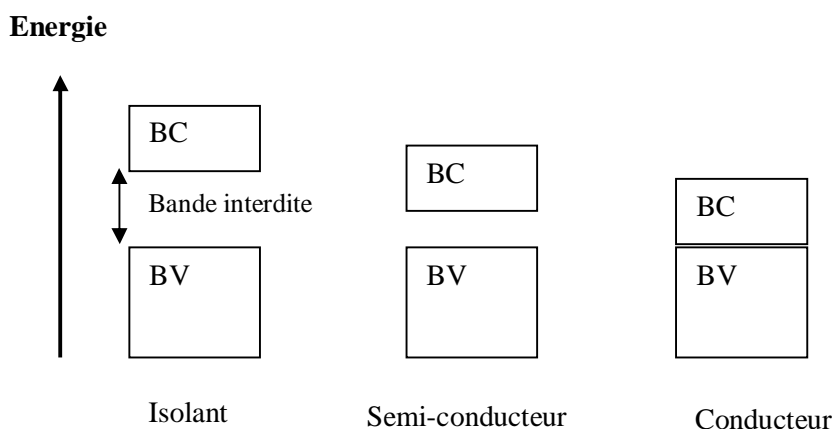 Energie
BC
BC
Bande interdite
BC
BV
BV
BV
Isolant
Semi-conducteur
Conducteur